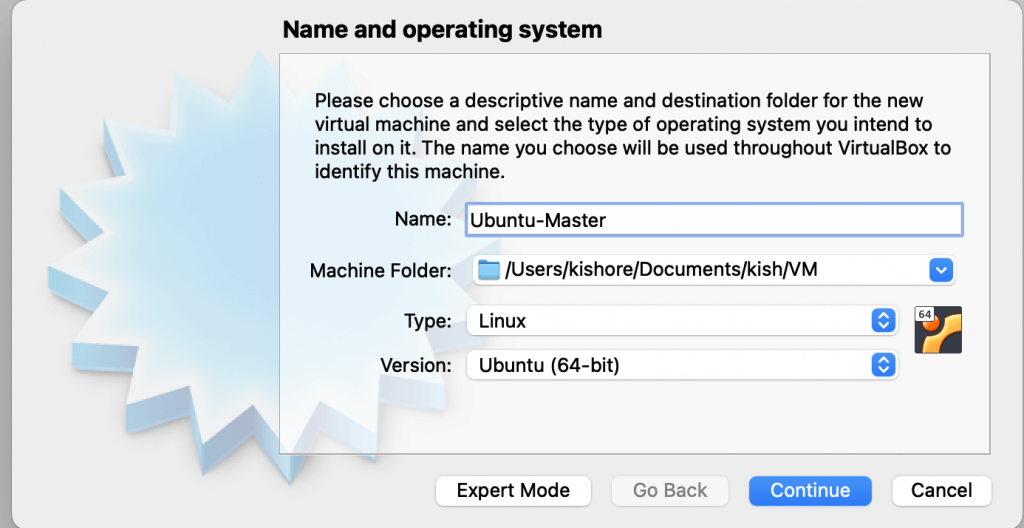 Name and operating system
Please choose a descriptive name and destination folder for the new
virtual machine and select the type of operating system you intend to
install on it. The name you choose will be used throughout VirtualBox to
identify this machine.
Name: Ubuntu-Master
Machine Folder: /Users/kishore/Documents/kish/VM
Type: Linux
64
Version: Ubuntu (64-bit)
Expert Mode Go Back Continue Cancel